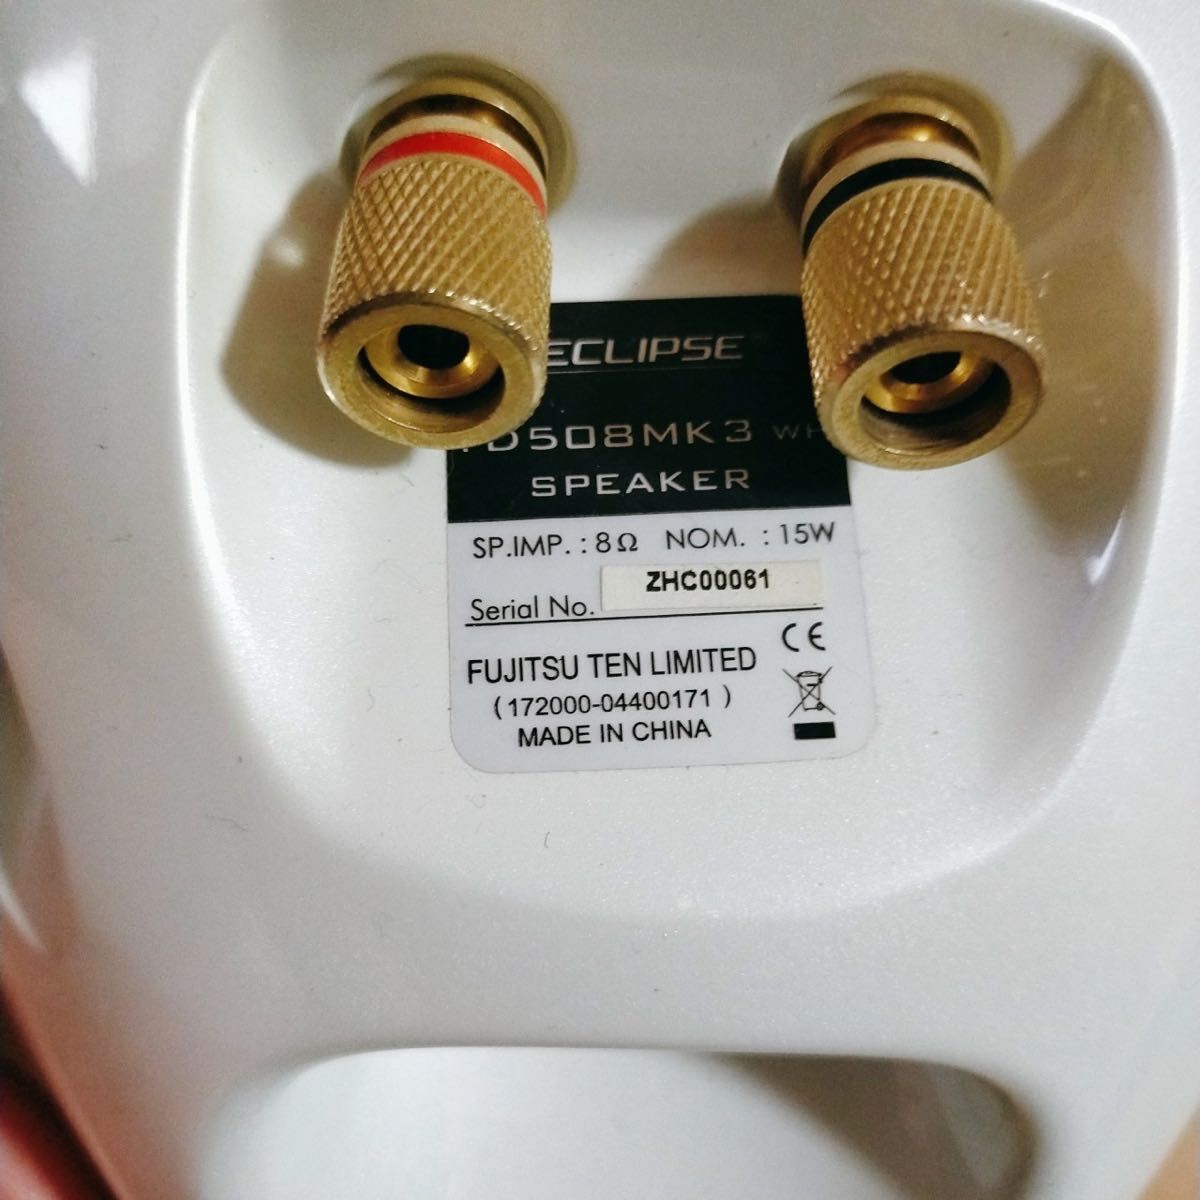 ECLIPSE
TD508MK3
SPEAKER
SP.IMP. : 8Ω NOM. : 15W
Serial No. ZHC00061
CE
FUJITSU TEN LIMITED
(172000-04400171)
MADE IN CHINA